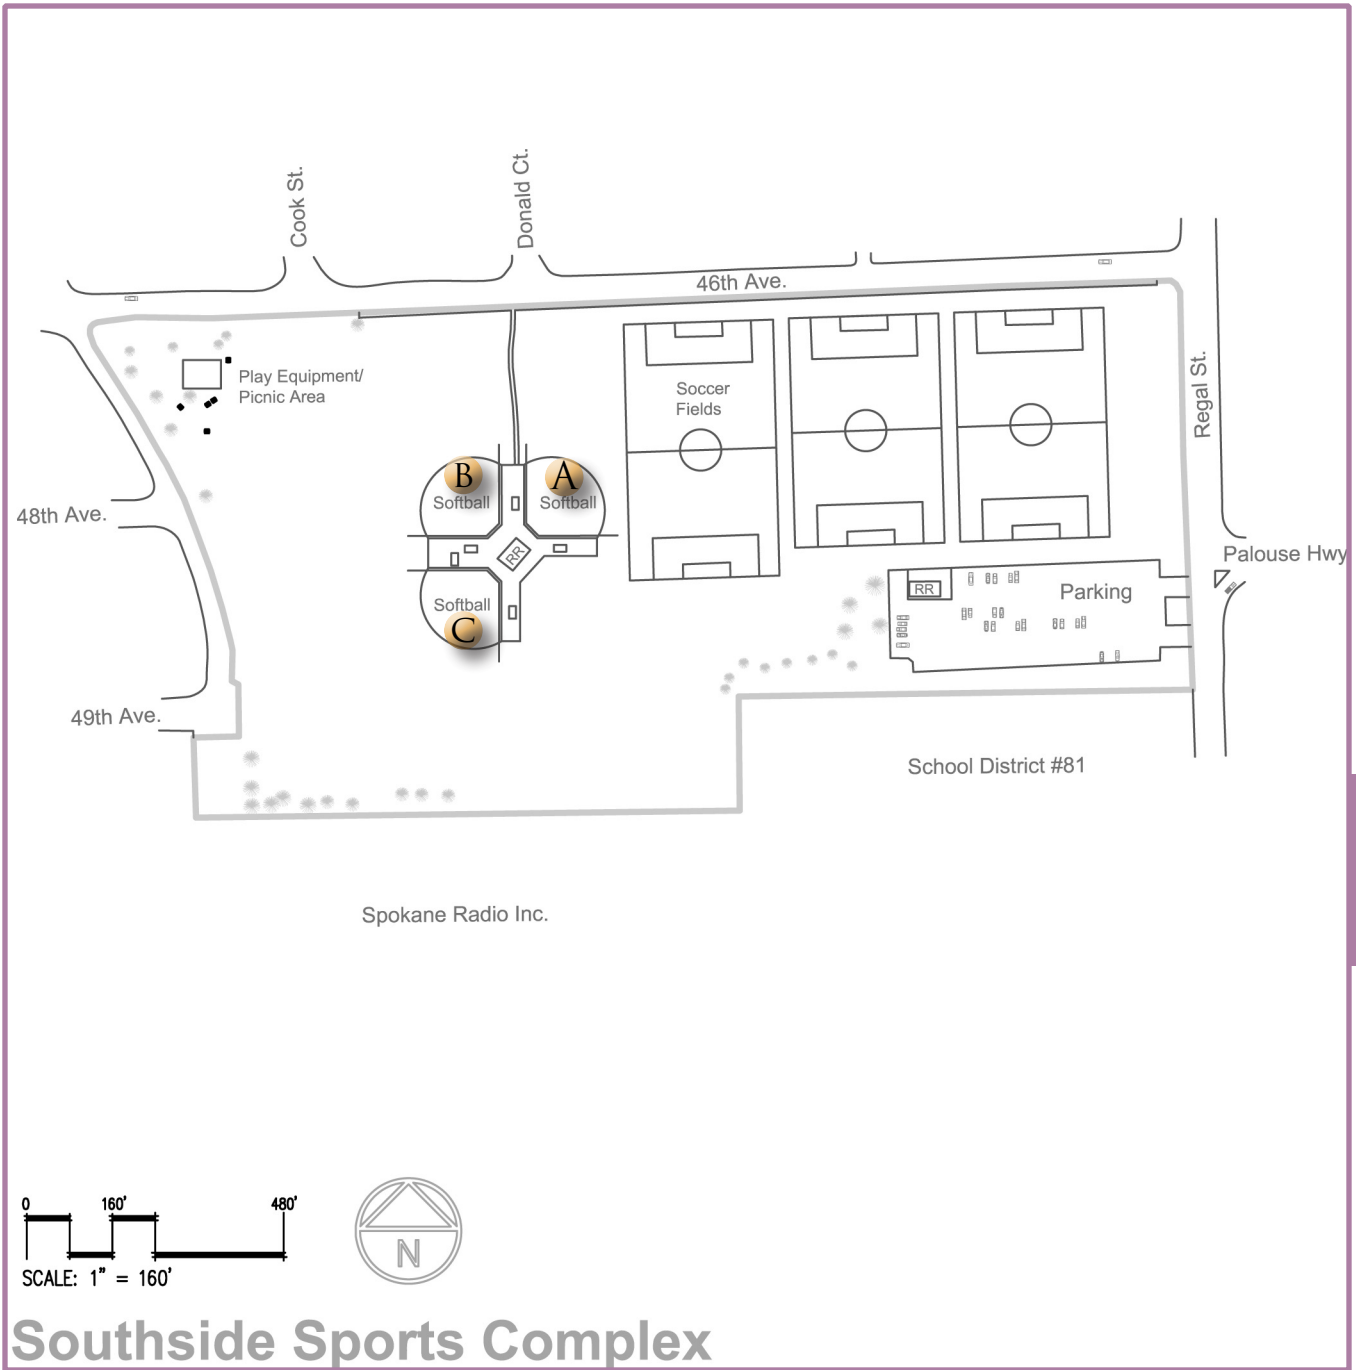 Cook St.
Donald Ct.
46th Ave.
Regal St.
Play Equipment/
Picnic Area
Soccer
Fields
B
Softball
A
Softball
48th Ave.
RR
Palouse Hwy
Softball
C
RR
Parking
49th Ave.
School District #81
Spokane Radio Inc.
0 160' 480'
SCALE: 1" = 160'
N
Southside Sports Complex